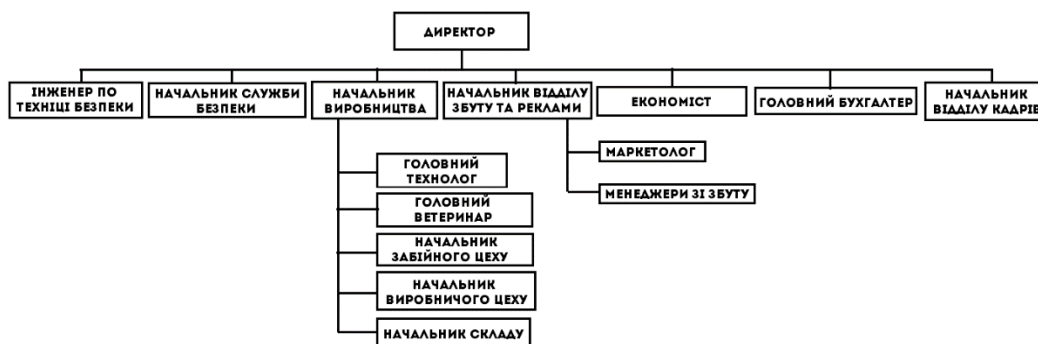 ДИРЕКТОР
ІНЖЕНЕР ПО
ТЕХНІЦІ БЕЗПЕКИ
НАЧАЛЬНИК СЛУЖБИ
БЕЗПЕКИ
НАЧАЛЬНИК
ВИРОБНИЦТВА
НАЧАЛЬНИК ВІДДІЛУ
ЗБУТУ ТА РЕКЛАМИ
ЕКОНОМІСТ
ГОЛОВНИЙ БУХГАЛТЕР
НАЧАЛЬНИК
ВІДДІЛУ КАДРІВ
ГОЛОВНИЙ
ТЕХНОЛОГ
ГОЛОВНИЙ
ВЕТЕРИНАР
НАЧАЛЬНИК
ЗАБІЙНОГО ЦЕХУ
НАЧАЛЬНИК
ВИРОБНИЧОГО ЦЕХУ
НАЧАЛЬНИК СКЛАДУ
МАРКЕТОЛОГ
МЕНЕДЖЕРИ ЗІ ЗБУТУ